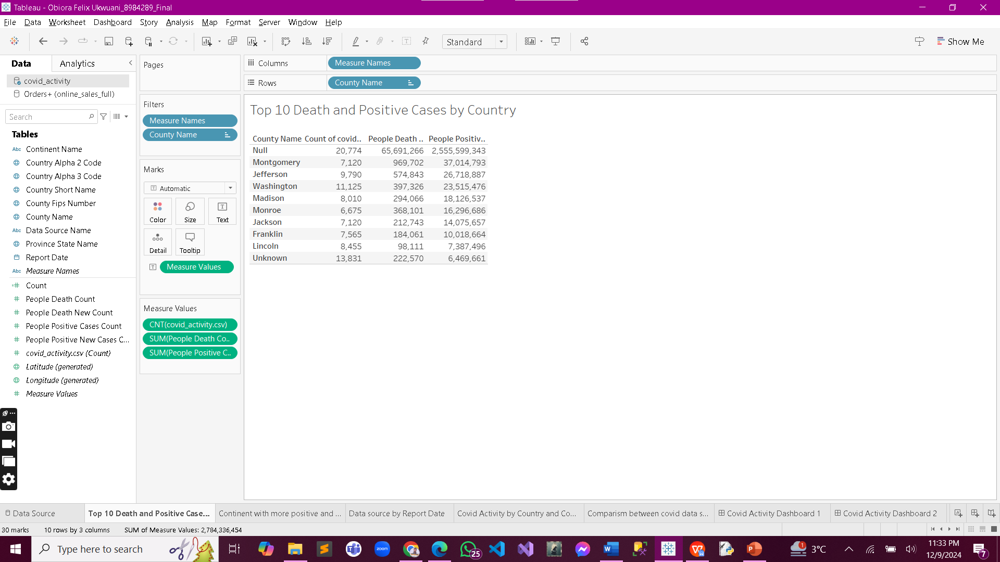 Tableau - Obiora Felix Ukwuani_8984289_Final
File Data Worksheet Dashboard Story Analysis Map Format Server Window Help
Standard
Show Me
Data Analytics
covid_activity
Orders+ (online_sales_full)
Search
Tables
Abc Continent Name
Country Alpha 2 Code
Country Alpha 3 Code
Country Short Name
County Fips Number
County Name
Abc Data Source Name
Province State Name
Report Date
Abc Measure Names
Count
People Death Count
People Death New Count
People Positive Cases Count
People Positive New Cases C...
covid_activity.csv (Count)
Latitude (generated)
Longitude (generated)
Measure Values
Pages
Filters
Measure Names
County Name
Marks
Automatic
Color Size Text
Detail Tooltip
Measure Values
Measure Values
CNT(covid_activity.csv)
SUM(People Death Co..
SUM(People Positive C..
Columns Measure Names
Rows County Name
Top 10 Death and Positive Cases by Country
County Name Count of covid.. People Death .. People Positiv..
Null 20,774 65,691,266 2,555,599,343
Montgomery 7,120 969,702 37,014,793
Jefferson 9,790 574,843 26,718,887
Washington 11,125 397,326 23,515,476
Madison 8,010 294,066 18,126,537
Monroe 6,675 368,101 16,296,686
Jackson 7,120 212,743 14,075,657
Franklin 7,565 184,061 10,018,664
Lincoln 8,455 98,111 7,387,496
Unknown 13,831 222,570 6,469,661
Data Source Top 10 Death and Positive Case... Continent with more positive and ... Data source by Report Date Covid Activity by Country and Co... Comparism between covid data s... Covid Activity Dashboard 1 Covid Activity Dashboard 2
30 marks 10 rows by 3 columns SUM of Measure Values: 2,784,336,454
Type here to search
zoom
25
1
3°C
11:33 PM
12/9/2024
7